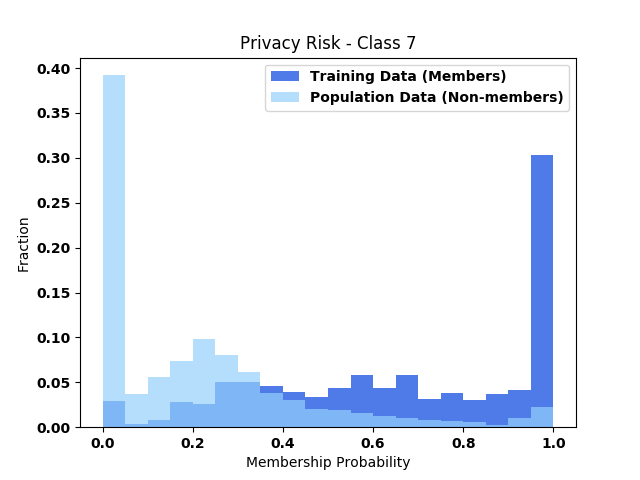 Privacy Risk - Class 7
Training Data (Members)
Population Data (Non-members)
0.40
0.35
0.30
0.25
0.20
0.15
0.10
0.05
0.00
Fraction
0.0 0.2 0.4 0.6 0.8 1.0
Membership Probability